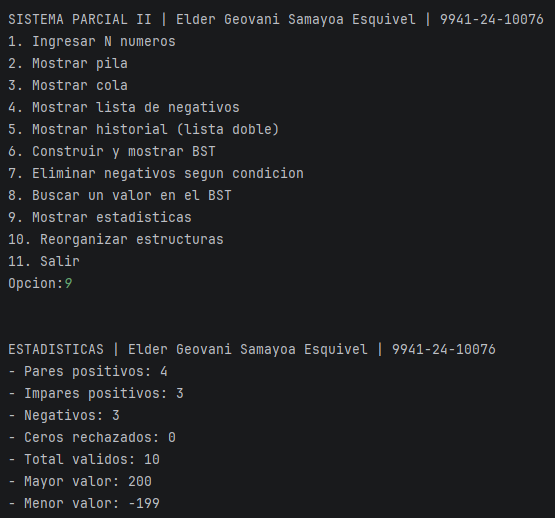 SISTEMA PARCIAL II | Elder Geovani Samayoa Esquivel | 9941-24-10076
1. Ingresar N numeros
2. Mostrar pila
3. Mostrar cola
4. Mostrar lista de negativos
5. Mostrar historial (lista doble)
6. Construir y mostrar BST
7. Eliminar negativos segun condicion
8. Buscar un valor en el BST
9. Mostrar estadisticas
10. Reorganizar estructuras
11. Salir
Opcion:9
ESTADISTICAS | Elder Geovani Samayoa Esquivel | 9941-24-10076
- Pares positivos: 4
- Impares positivos: 3
- Negativos: 3
- Ceros rechazados: 0
- Total validos: 10
- Mayor valor: 200
- Menor valor: -199